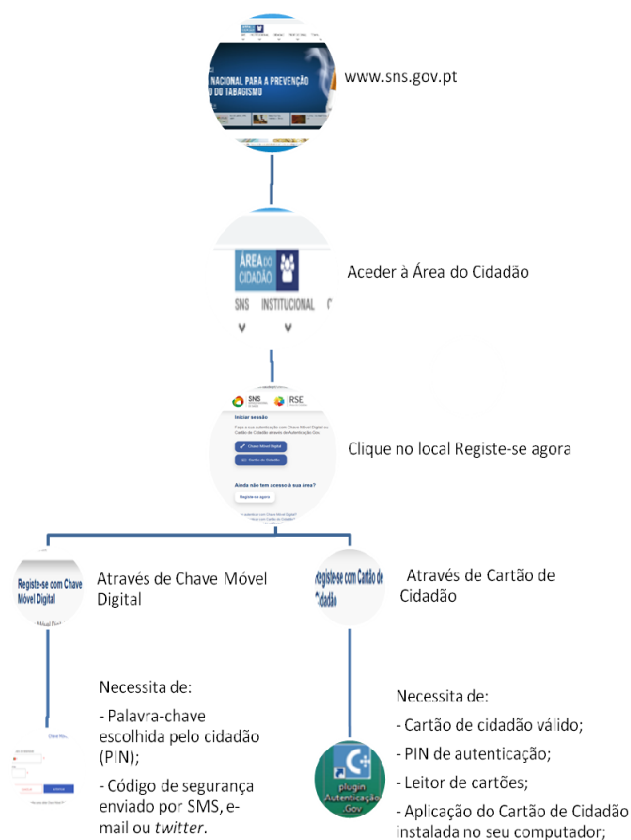 ÁREA DO
CIDADÃO
NACIONAL PARA A PREVENÇÃO
DO TABAGISMO
www.sns.gov.pt
ÁREA DO
CIDADÃO
SNS INSTITUCIONAL
Aceder à Área do Cidadão
SNS RSE
Iniciar sessão
Chave Móvel Digital
Cartão de Cidadão
Ainda não tem acesso à sua área?
Registe-se agora
Clique no local Registe-se agora
Registe-se com Chave
Móvel Digital
Através de Chave Móvel
Digital
Registe-se com Cartão de
Cidadão
Através de Cartão de
Cidadão
Necessita de:
- Palavra-chave
escolhida pelo cidadão
(PIN);
- Código de segurança
enviado por SMS, e-
mail ou twitter.
Necessita de:
- Cartão de cidadão válido;
- PIN de autenticação;
- Leitor de cartões;
- Aplicação do Cartão de Cidadão
instalada no seu computador;
plugin
Autenticação
.Gov